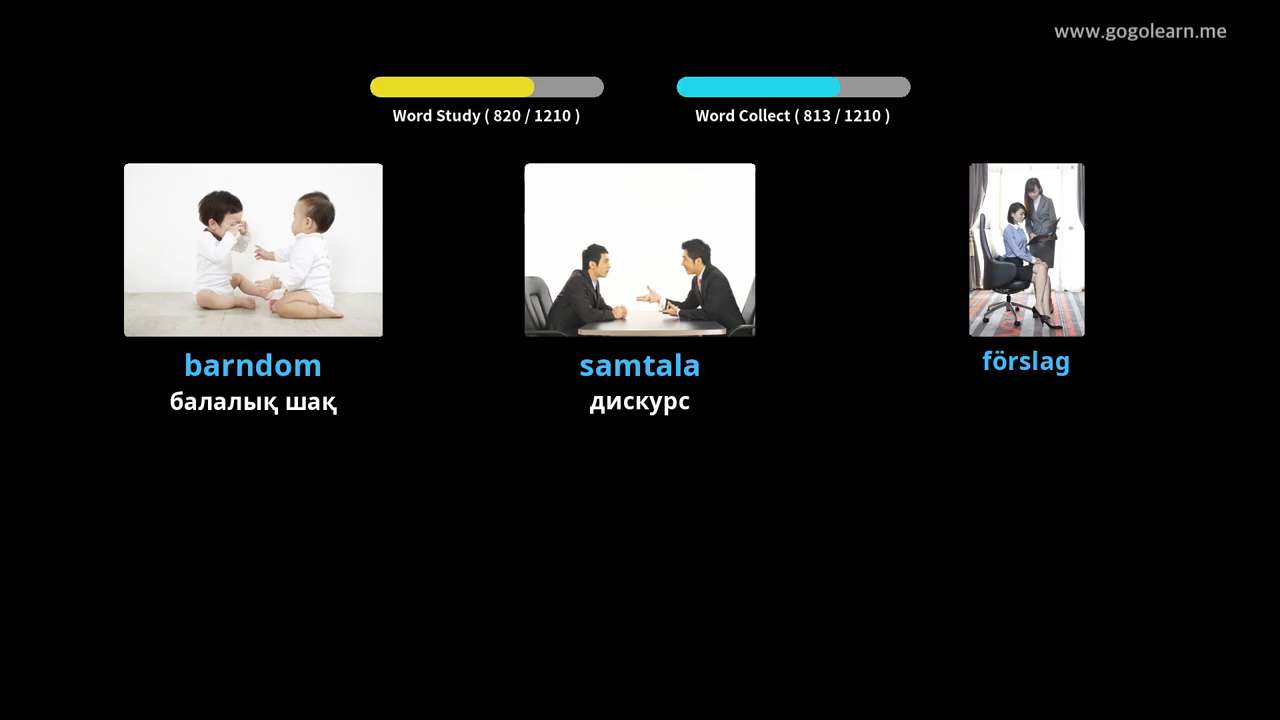 www.gogolearn.me
Word Study ( 820 / 1210 )
Word Collect ( 813 / 1210 )
barndom
балалық шақ
samtala
дискурс
förslag